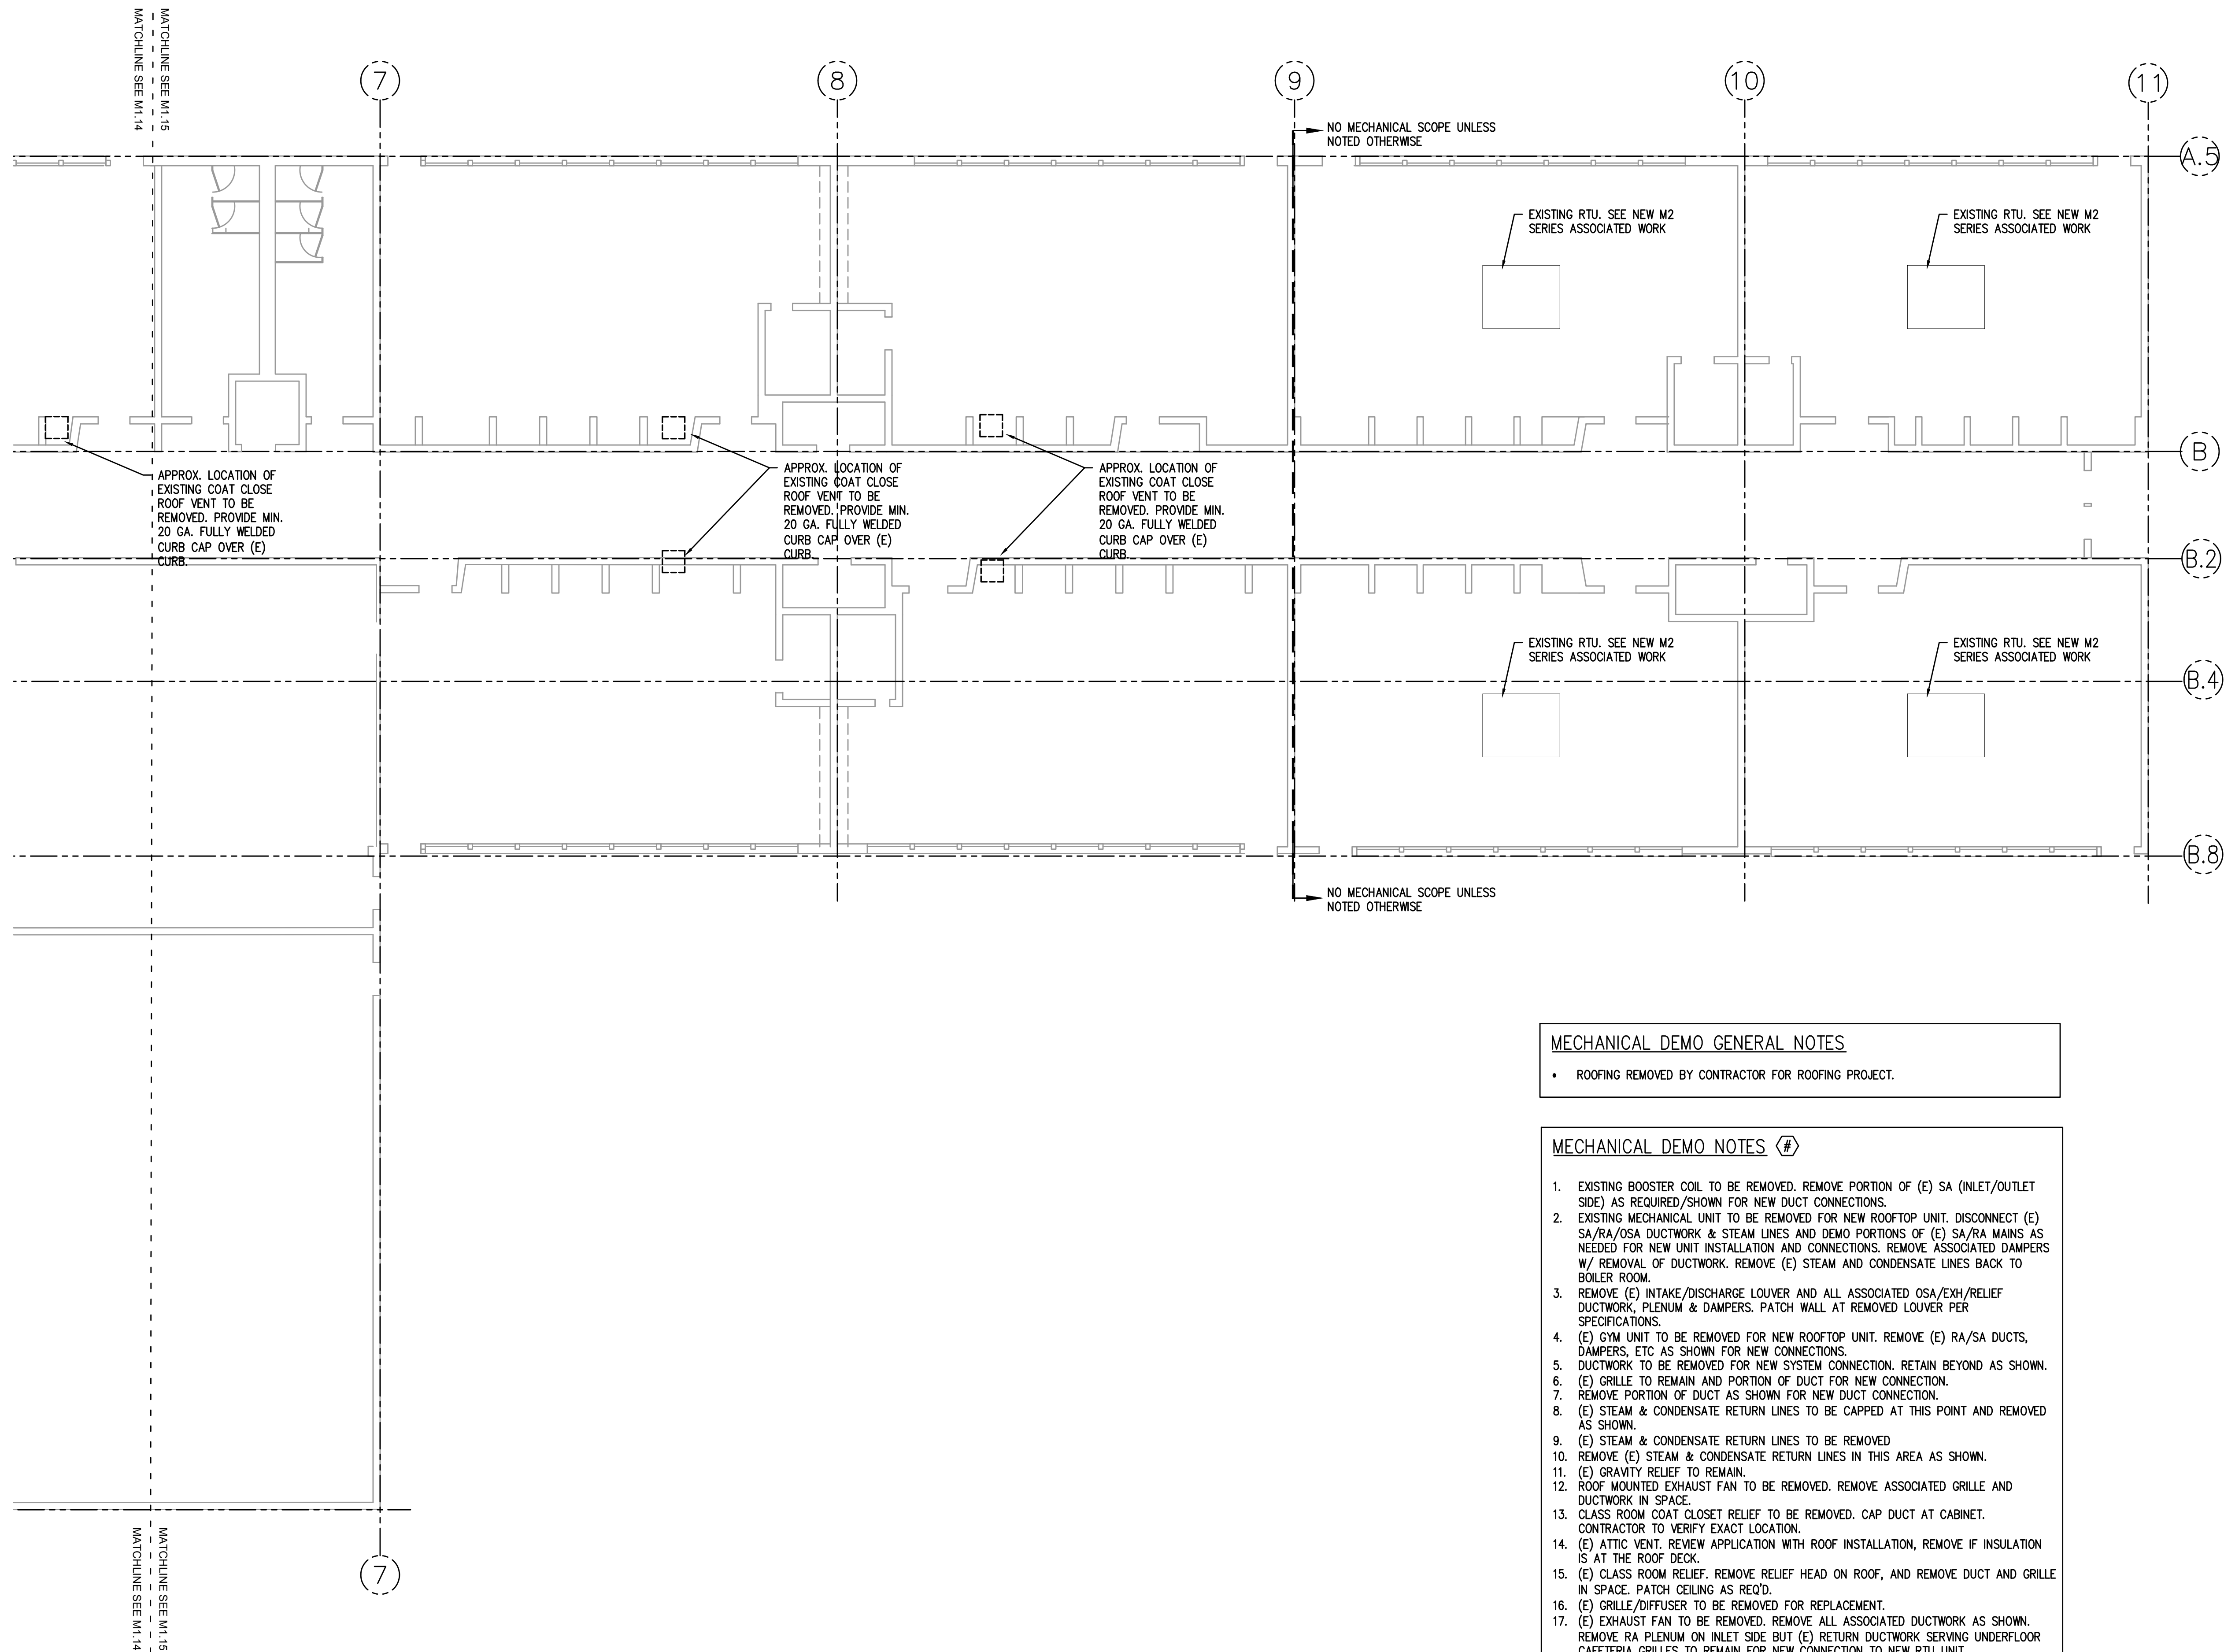 MATCHLINE SEE M1.14
MATCHLINE SEE M1.15
7
8
9
10
11
NO MECHANICAL SCOPE UNLESS
NOTED OTHERWISE
A.5
EXISTING RTU. SEE NEW M2
SERIES ASSOCIATED WORK
EXISTING RTU. SEE NEW M2
SERIES ASSOCIATED WORK
B
APPROX. LOCATION OF
EXISTING COAT CLOSE
ROOF VENT TO BE
REMOVED. PROVIDE MIN.
20 GA. FULLY WELDED
CURB CAP OVER (E)
CURB.
APPROX. LOCATION OF
EXISTING COAT CLOSE
ROOF VENT TO BE
REMOVED. PROVIDE MIN.
20 GA. FULLY WELDED
CURB CAP OVER (E)
CURB.
APPROX. LOCATION OF
EXISTING COAT CLOSE
ROOF VENT TO BE
REMOVED. PROVIDE MIN.
20 GA. FULLY WELDED
CURB CAP OVER (E)
CURB.
B.2
EXISTING RTU. SEE NEW M2
SERIES ASSOCIATED WORK
EXISTING RTU. SEE NEW M2
SERIES ASSOCIATED WORK
B.4
B.8
NO MECHANICAL SCOPE UNLESS
NOTED OTHERWISE
MECHANICAL DEMO GENERAL NOTES
• ROOFING REMOVED BY CONTRACTOR FOR ROOFING PROJECT.
MECHANICAL DEMO NOTES #
1. EXISTING BOOSTER COIL TO BE REMOVED. REMOVE PORTION OF (E) SA (INLET/OUTLET
SIDE) AS REQUIRED/SHOWN FOR NEW DUCT CONNECTIONS.
2. EXISTING MECHANICAL UNIT TO BE REMOVED FOR NEW ROOFTOP UNIT. DISCONNECT (E)
SA/RA/OSA DUCTWORK & STEAM LINES AND DEMO PORTIONS OF (E) SA/RA MAINS AS
NEEDED FOR NEW UNIT INSTALLATION AND CONNECTIONS. REMOVE ASSOCIATED DAMPERS
W/ REMOVAL OF DUCTWORK. REMOVE (E) STEAM AND CONDENSATE LINES BACK TO
BOILER ROOM.
3. REMOVE (E) INTAKE/DISCHARGE LOUVER AND ALL ASSOCIATED OSA/EXH/RELIEF
DUCTWORK, PLENUM & DAMPERS. PATCH WALL AT REMOVED LOUVER PER
SPECIFICATIONS.
4. (E) GYM UNIT TO BE REMOVED FOR NEW ROOFTOP UNIT. REMOVE (E) RA/SA DUCTS,
DAMPERS, ETC AS SHOWN FOR NEW CONNECTIONS.
5. DUCTWORK TO BE REMOVED FOR NEW SYSTEM CONNECTION. RETAIN BEYOND AS SHOWN.
6. (E) GRILLE TO REMAIN AND PORTION OF DUCT FOR NEW CONNECTION.
7. REMOVE PORTION OF DUCT AS SHOWN FOR NEW DUCT CONNECTION.
8. (E) STEAM & CONDENSATE RETURN LINES TO BE CAPPED AT THIS POINT AND REMOVED
AS SHOWN.
9. (E) STEAM & CONDENSATE RETURN LINES TO BE REMOVED
10. REMOVE (E) STEAM & CONDENSATE RETURN LINES IN THIS AREA AS SHOWN.
11. (E) GRAVITY RELIEF TO REMAIN.
12. ROOF MOUNTED EXHAUST FAN TO BE REMOVED. REMOVE ASSOCIATED GRILLE AND
DUCTWORK IN SPACE.
13. CLASS ROOM COAT CLOSET RELIEF TO BE REMOVED. CAP DUCT AT CABINET.
CONTRACTOR TO VERIFY EXACT LOCATION.
14. (E) ATTIC VENT. REVIEW APPLICATION WITH ROOF INSTALLATION, REMOVE IF INSULATION
IS AT THE ROOF DECK.
15. (E) CLASS ROOM RELIEF. REMOVE RELIEF HEAD ON ROOF, AND REMOVE DUCT AND GRILLE
IN SPACE. PATCH CEILING AS REQ'D.
16. (E) GRILLE/DIFFUSER TO BE REMOVED FOR REPLACEMENT.
17. (E) EXHAUST FAN TO BE REMOVED. REMOVE ALL ASSOCIATED DUCTWORK AS SHOWN.
REMOVE RA PLENUM ON INLET SIDE BUT (E) RETURN DUCTWORK SERVING UNDERFLOOR
CAFETERIA GRILLES TO REMAIN FOR NEW CONNECTION TO NEW RTU UNIT
7
MATCHLINE SEE M1.14
MATCHLINE SEE M1.15